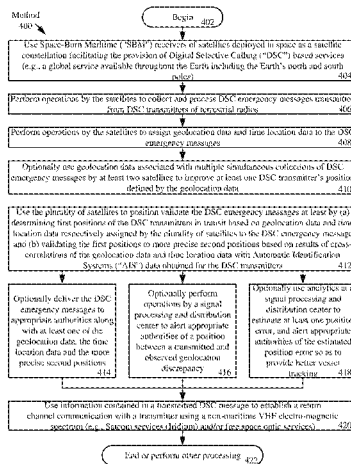 Method
400
Begin
402
Use Space-Born Maritime ("SBM") receivers of satellites deployed in space as a satellite
constellation facilitating the provision of Digital Selective Calling ("DSC") based services
(e.g., a global service available throughout the Earth including the Earth's north and south
poles)
404
Perform operations by the satellites to collect and process DSC emergency messages transmitted
from DSC transmitters of terrestrial radios
406
Perform operations by the satellites to assign geolocation data and time location data to the DSC
emergency messages
408
Optionally use geolocation data associated with multiple simultaneous collections of DSC
emergency messages by at least two satellites to improve at least one DSC transmitter's position
defined by the geolocation data
410
Use the plurality of satellites to position validate the DSC emergency messages at least by (a)
determining first positions of the DSC transmitters in transit based on geolocation data and time
location data respectively assigned by the plurality of satellites to the DSC emergency messages
and (b) validating the first positions to more precise second positions based on results of cross-
correlations of the geolocation data and time location data with Automatic Identification
Systems ("AIS") data obtained for the DSC transmitters
412
Optionally deliver the DSC
emergency messages to
appropriate authorities along
with at least one of the
geolocation data, the time
location data and the more
precise second positions
414
Optionally perform
operations by a signal
processing and distribution
center to alert appropriate
authorities of a position
between a transmitted and
observed geolocation
discrepancy
416
Optionally use analytics at a
signal processing and
distribution center to
estimate at least one position
error, and alert appropriate
authorities of the estimated
position error so as to
provide better vessel
tracking
418
Use information contained in a transmitted DSC message to establish a return
channel communication with a transmitter using a non-maritime VHF electro-magnetic
spectrum (e.g., Satcom services (Iridium) and/or free space optic services)
420
End or perform other processing
422